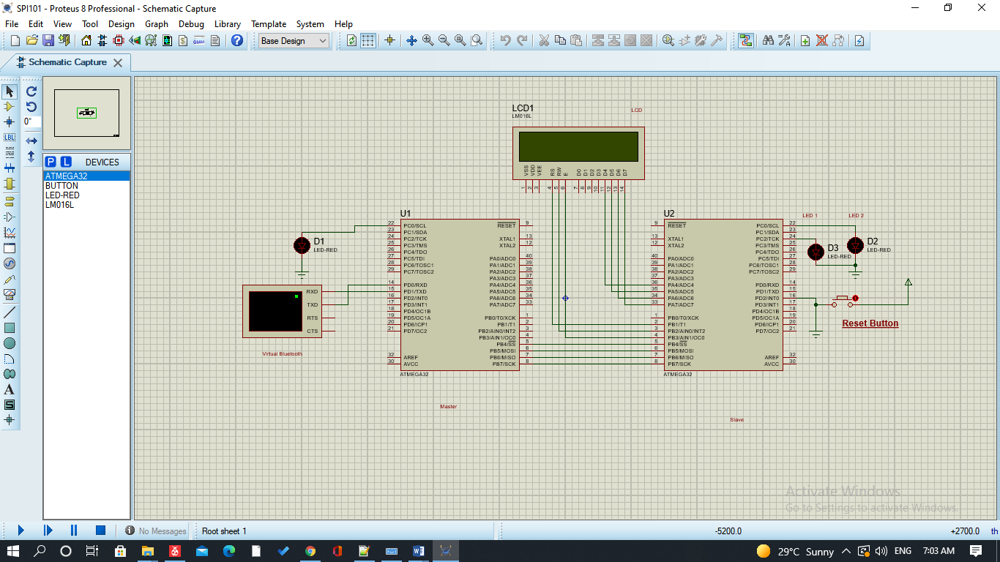 SPI101 - Proteus 8 Professional - Schematic Capture
File Edit View Tool Design Graph Debug Library Template System Help
Base Design
Schematic Capture
0°
LBL
P L DEVICES
ATMEGA32
BUTTON
LED-RED
LM016L
LCD1
LM016L
LCD
VSS VDD VEE RS RW E D0 D1 D2 D3 D4 D5 D6 D7
1 2 3 4 5 6 7 8 9 10 11 12 13 14
D1
LED-RED
RXD
TXD
RTS
CTS
Virtual Bluetooth
U1
22 PC0/SCL RESET 9
23 PC1/SDA
24 PC2/TCK XTAL1 13
25 PC3/TMS XTAL2 12
26 PC4/TDO
27 PC5/TDI PA0/ADC0 40
28 PC6/TOSC1 PA1/ADC1 39
29 PC7/TOSC2 PA2/ADC2 38
PA3/ADC3 37
14 PD0/RXD PA4/ADC4 36
15 PD1/TXD PA5/ADC5 35
16 PD2/INT0 PA6/ADC6 34
17 PD3/INT1 PA7/ADC7 33
18 PD4/OC1B
19 PD5/OC1A PB0/T0/XCK 1
20 PD6/ICP1 PB1/T1 2
21 PD7/OC2 PB2/AIN0/INT2 3
PB3/AIN1/OC0 4
PB4/SS 5
PB5/MOSI 6
32 AREF PB6/MISO 7
30 AVCC PB7/SCK 8
ATMEGA32
Master
U2
9 RESET PC0/SCL 22
PC1/SDA 23
13 XTAL1 PC2/TCK 24
12 XTAL2 PC3/TMS 25
PC4/TDO 26
40 PA0/ADC0 PC5/TDI 27
39 PA1/ADC1 PC6/TOSC1 28
38 PA2/ADC2 PC7/TOSC2 29
37 PA3/ADC3
36 PA4/ADC4 PD0/RXD 14
35 PA5/ADC5 PD1/TXD 15
34 PA6/ADC6 PD2/INT0 16
33 PA7/ADC7 PD3/INT1 17
PD4/OC1B 18
1 PB0/T0/XCK PD5/OC1A 19
2 PB1/T1 PD6/ICP1 20
3 PB2/AIN0/INT2 PD7/OC2 21
4 PB3/AIN1/OC0
5 PB4/SS
6 PB5/MOSI
7 PB6/MISO AREF 32
8 PB7/SCK AVCC 30
ATMEGA32
Slave
LED 1
LED 2
D3
LED-RED
D2
LED-RED
Reset Button
Activate Windows
Go to Settings to activate Windows.
No Messages Root sheet 1 -5200.0 +2700.0 th
29°C Sunny ENG 7:03 AM